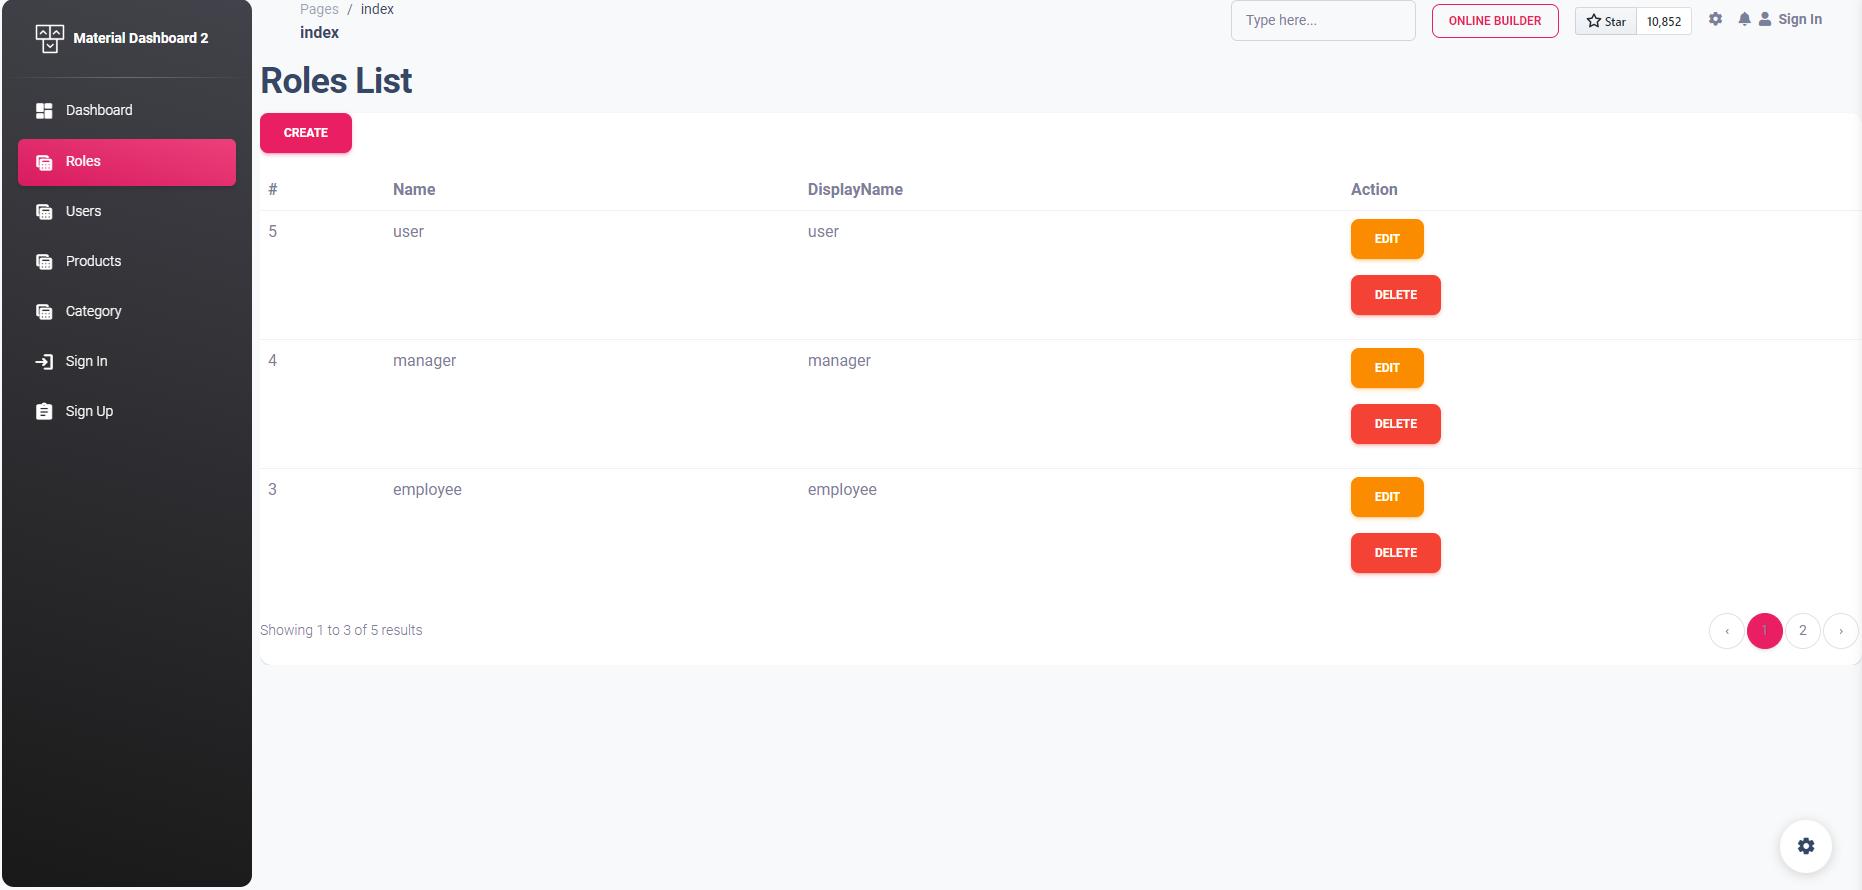 Material Dashboard 2
Dashboard
Roles
Users
Products
Category
Sign In
Sign Up
Pages / index
index
Type here...
ONLINE BUILDER
Star 10,852
Sign In
Roles List
CREATE
# Name DisplayName Action
5 user user EDIT
DELETE
4 manager manager EDIT
DELETE
3 employee employee EDIT
DELETE
Showing 1 to 3 of 5 results
‹ 1 2 ›